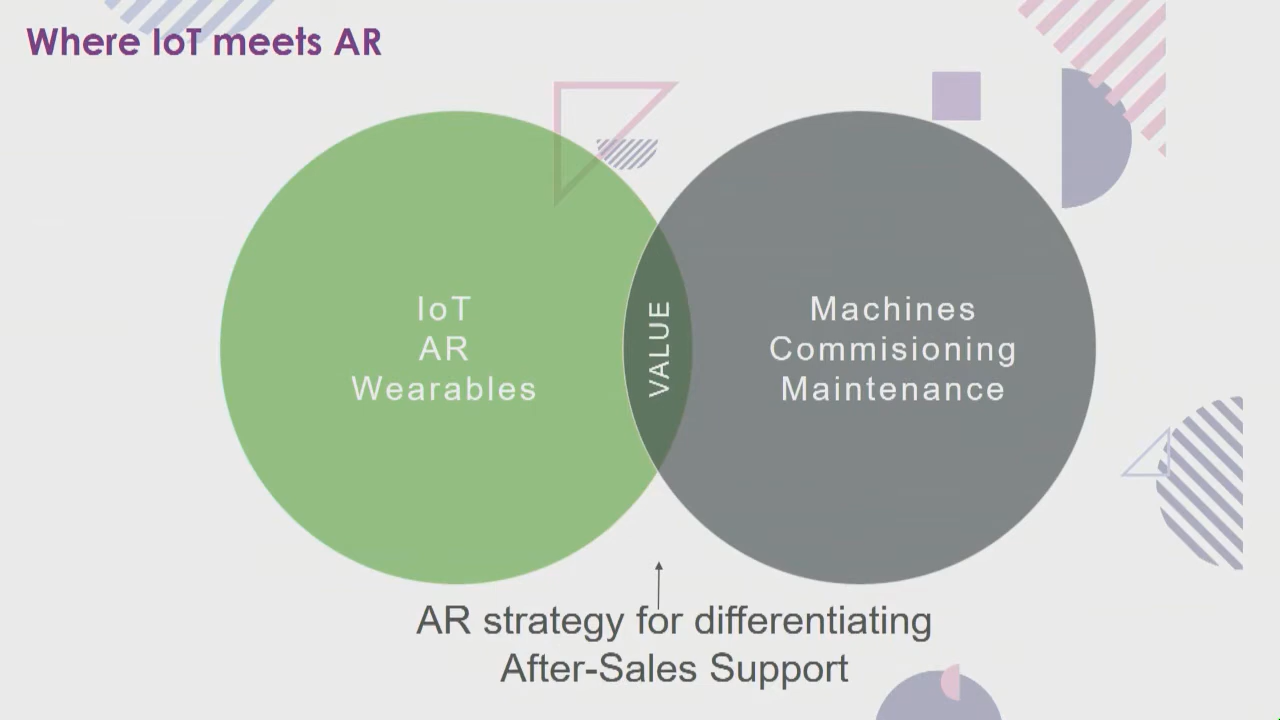 Where IoT meets AR
IoT
AR
Wearables
VALUE
Machines
Commisioning
Maintenance
AR strategy for differentiating
After-Sales Support